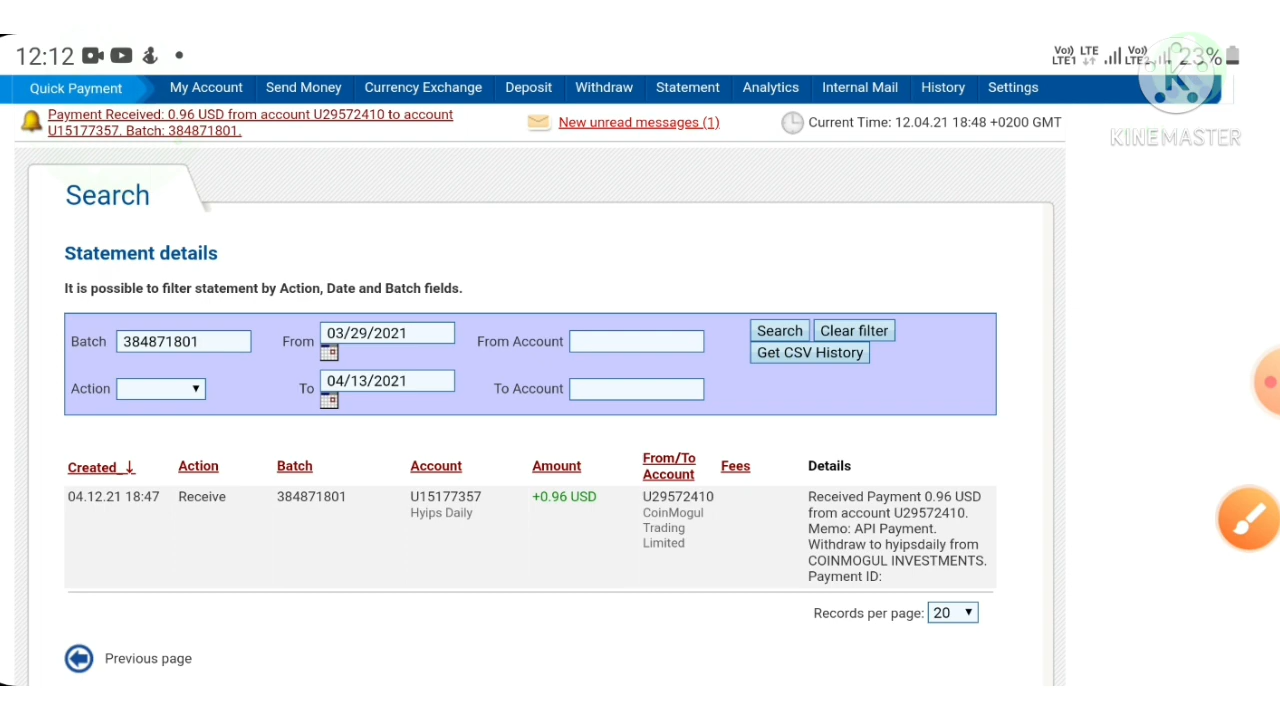 12:12
Vo) LTE Vo) 23%
LTE1 LTE2
Quick Payment My Account Send Money Currency Exchange Deposit Withdraw Statement Analytics Internal Mail History Settings
Payment Received: 0.96 USD from account U29572410 to account
U15177357. Batch: 384871801.
New unread messages (1)
Current Time: 12.04.21 18:48 +0200 GMT
K
KINEMASTER
Search
Statement details
It is possible to filter statement by Action, Date and Batch fields.
Batch 384871801 From 03/29/2021 From Account Search Clear filter
Get CSV History
Action To 04/13/2021 To Account
Created Action Batch Account Amount From/To Account Fees Details
04.12.21 18:47 Receive 384871801 U15177357 +0.96 USD U29572410 Received Payment 0.96 USD
Hyips Daily CoinMogul from account U29572410.
Trading Memo: API Payment.
Limited Withdraw to hyipsdaily from
COINMOGUL INVESTMENTS.
Payment ID:
Records per page: 20
Previous page